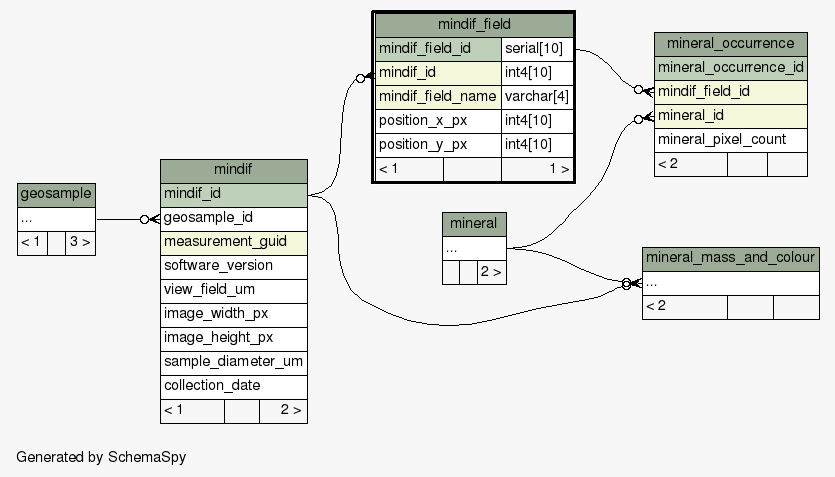 mindif_field
mindif_field_id serial[10]
mindif_id int4[10]
mindif_field_name varchar[4]
position_x_px int4[10]
position_y_px int4[10]
< 1 1 >
mineral_occurrence
mineral_occurrence_id
mindif_field_id
mineral_id
mineral_pixel_count
< 2
mindif
mindif_id
geosample_id
measurement_guid
software_version
view_field_um
image_width_px
image_height_px
sample_diameter_um
collection_date
< 1 2 >
geosample
...
< 1 3 >
mineral
...
2 >
mineral_mass_and_colour
...
< 2
Generated by SchemaSpy